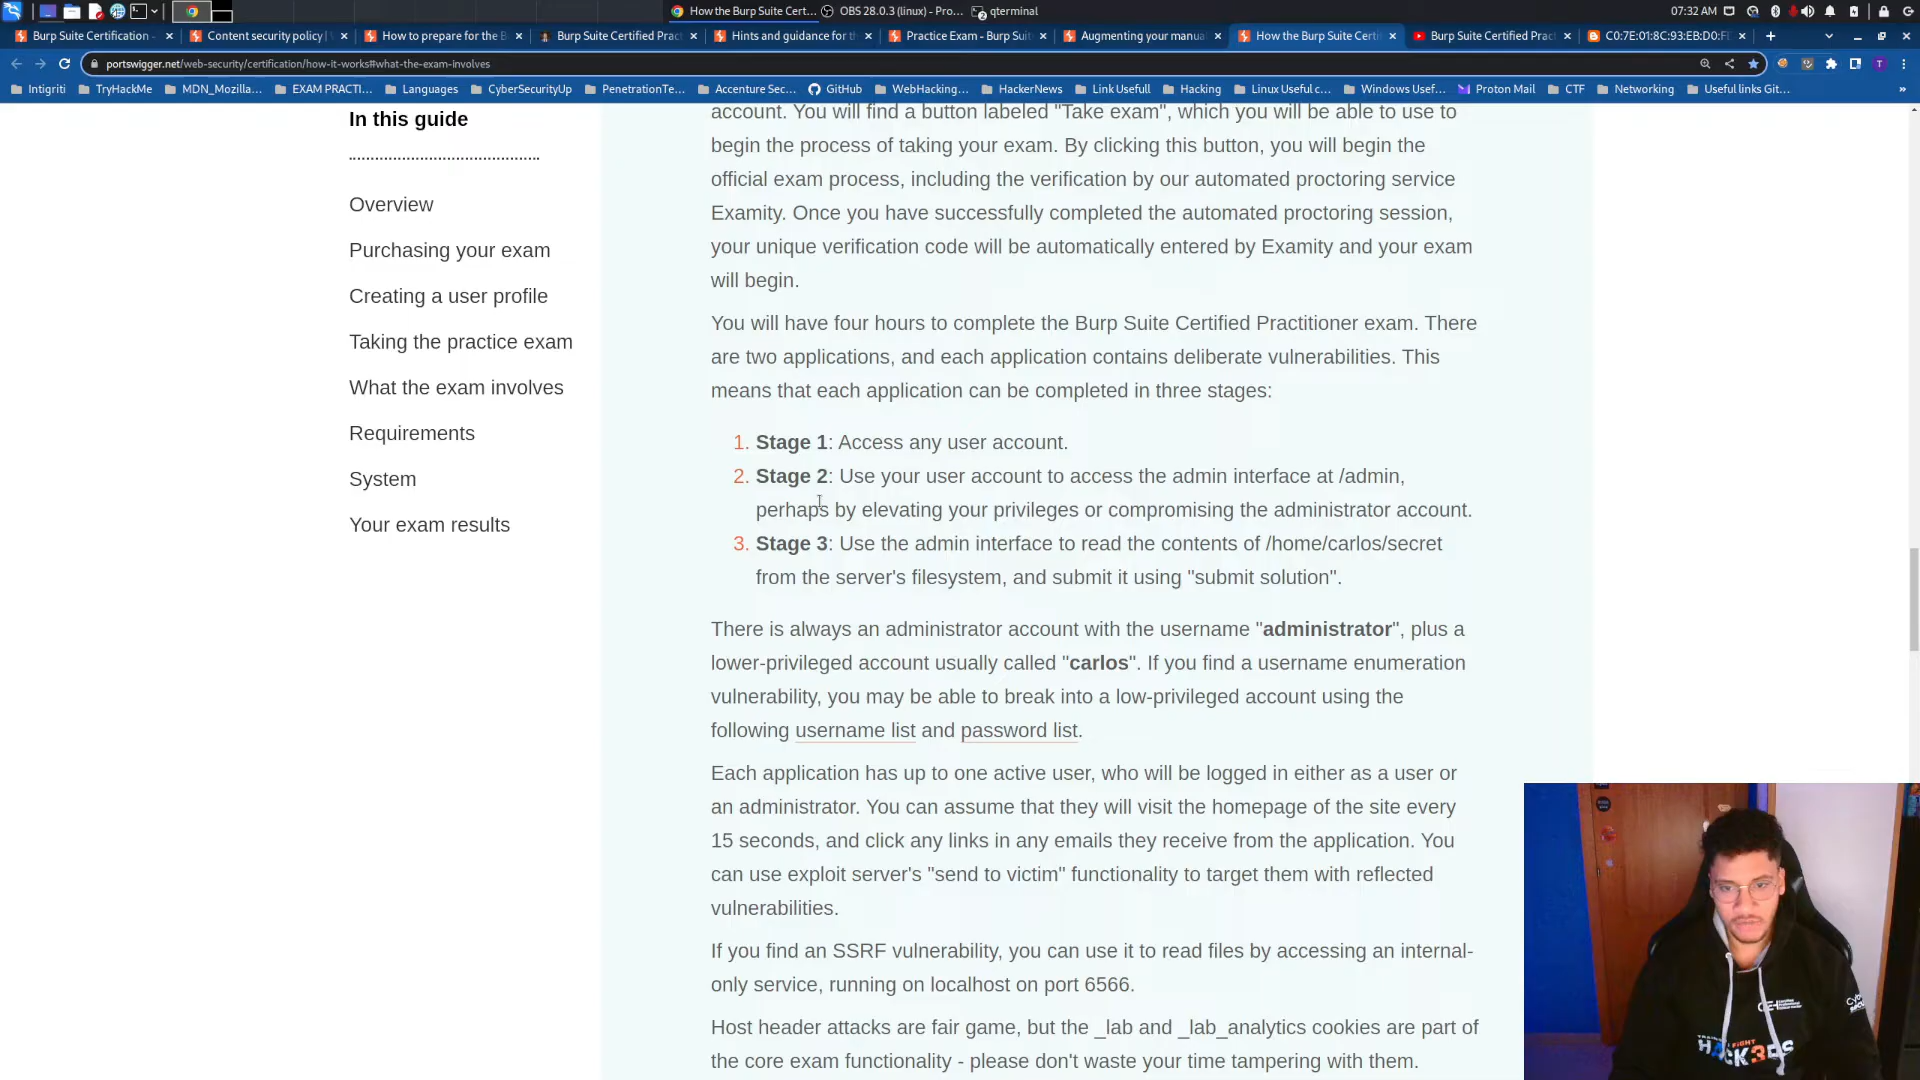 How the Burp Suite Cert...
OBS 28.0.3 (linux) - Pro...
qterminal
07:32 AM
Burp Suite Certification -
Content security policy |
How to prepare for the B
Burp Suite Certified Prac
Hints and guidance for th
Practice Exam - Burp Suit
Augmenting your manua
How the Burp Suite Certi
Burp Suite Certified Prac
C0:7E:01:8C:93:EB:D0:FD
portswigger.net/web-security/certification/how-it-works#what-the-exam-involves
Intigriti
TryHackMe
MDN_Mozilla...
EXAM PRACTI...
Languages
CyberSecurityUp
PenetrationTe...
Accenture Sec...
GitHub
WebHacking...
HackerNews
Link Usefull
Hacking
Linux Useful c...
Windows Usef...
Proton Mail
CTF
Networking
Useful links Git...
In this guide
Overview
Purchasing your exam
Creating a user profile
Taking the practice exam
What the exam involves
Requirements
System
Your exam results
account. You will find a button labeled "Take exam", which you will be able to use to
begin the process of taking your exam. By clicking this button, you will begin the
official exam process, including the verification by our automated proctoring service
Examity. Once you have successfully completed the automated proctoring session,
your unique verification code will be automatically entered by Examity and your exam
will begin.
You will have four hours to complete the Burp Suite Certified Practitioner exam. There
are two applications, and each application contains deliberate vulnerabilities. This
means that each application can be completed in three stages:
1. Stage 1: Access any user account.
2. Stage 2: Use your user account to access the admin interface at /admin,
perhaps by elevating your privileges or compromising the administrator account.
3. Stage 3: Use the admin interface to read the contents of /home/carlos/secret
from the server's filesystem, and submit it using "submit solution".
There is always an administrator account with the username "administrator", plus a
lower-privileged account usually called "carlos". If you find a username enumeration
vulnerability, you may be able to break into a low-privileged account using the
following username list and password list.
Each application has up to one active user, who will be logged in either as a user or
an administrator. You can assume that they will visit the homepage of the site every
15 seconds, and click any links in any emails they receive from the application. You
can use exploit server's "send to victim" functionality to target them with reflected
vulnerabilities.
If you find an SSRF vulnerability, you can use it to read files by accessing an internal-
only service, running on localhost on port 6566.
Host header attacks are fair game, but the _lab and _lab_analytics cookies are part of
the core exam functionality - please don't waste your time tampering with them.
FIGHT
HACK3RS